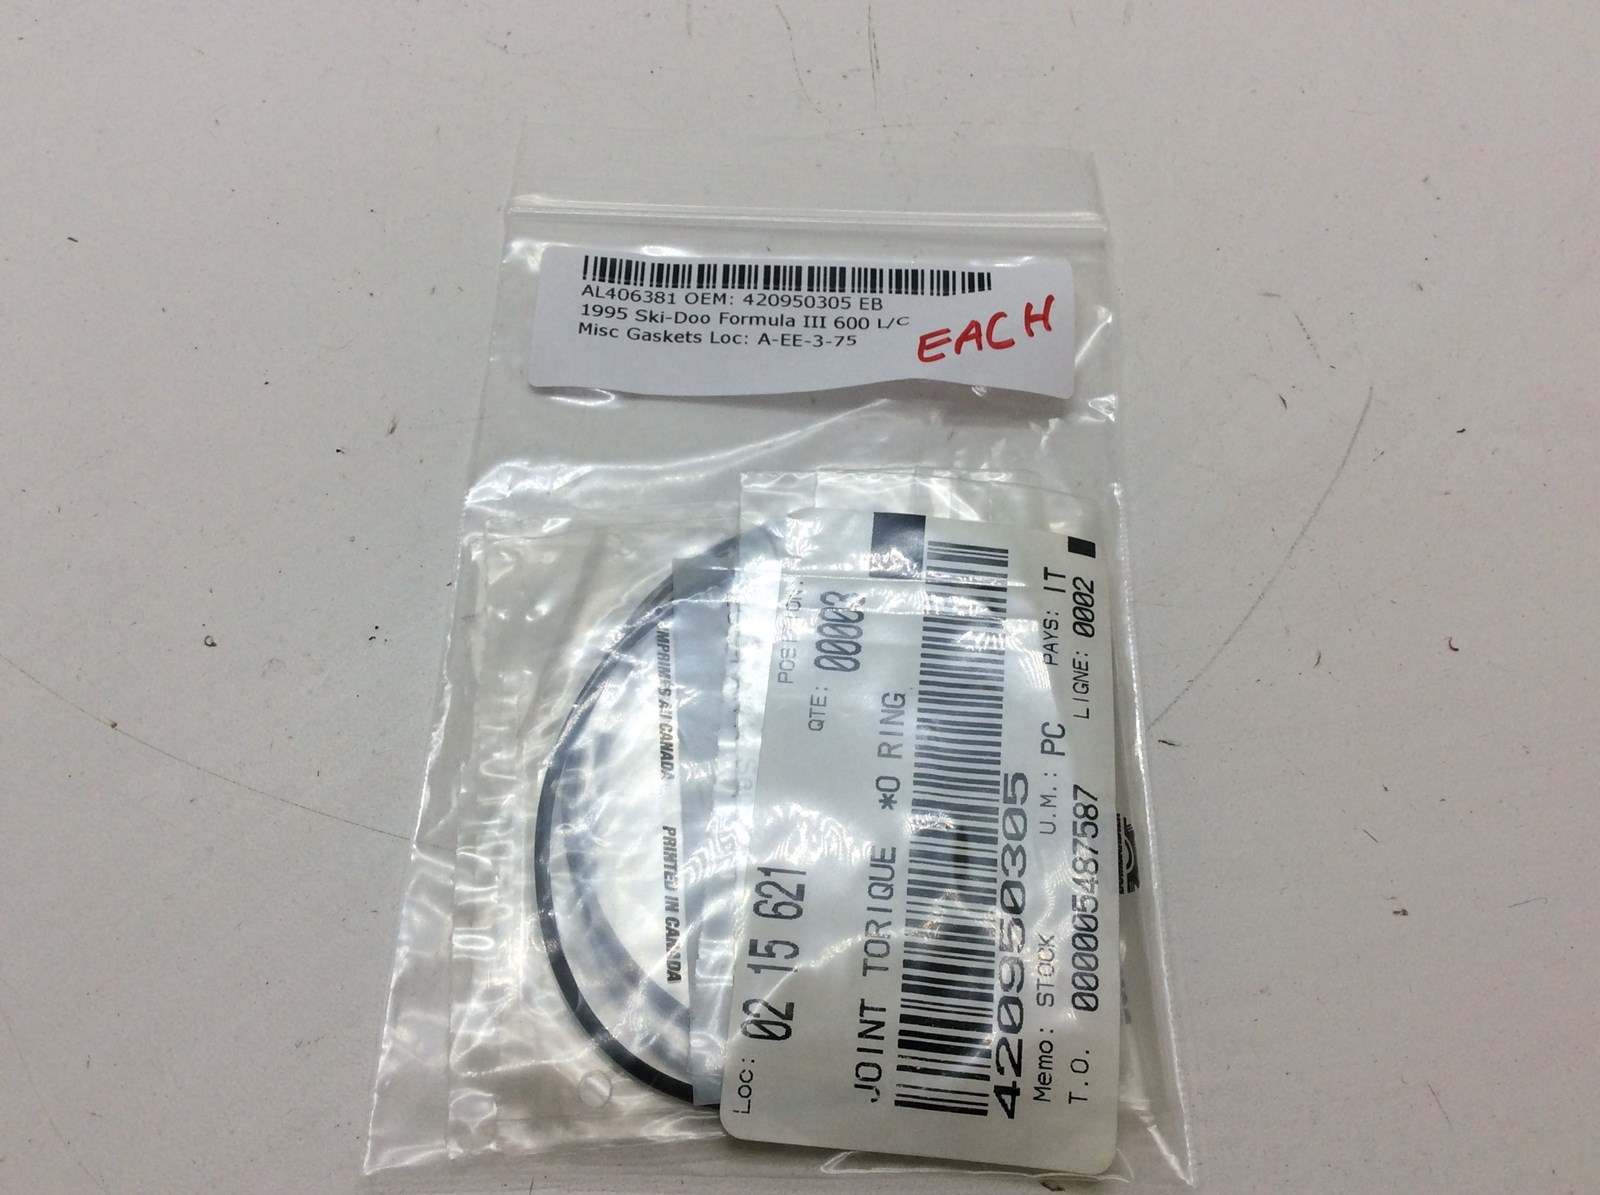 AL406381 OEM: 420950305 EB
1995 Ski-Doo Formula III 600 L/C
Misc Gaskets Loc: A-EE-3-75
EACH
IMPRIMÉS AU CANADA PRINTED IN CANADA
LOC: 02 15 621 POSITION:
QTE: 00003
JOINT TORIQUE *O RING
420950305
Memo: STOCK U.M.: PC PAYS: IT
T.O. 000005487587 LIGNE: 0002